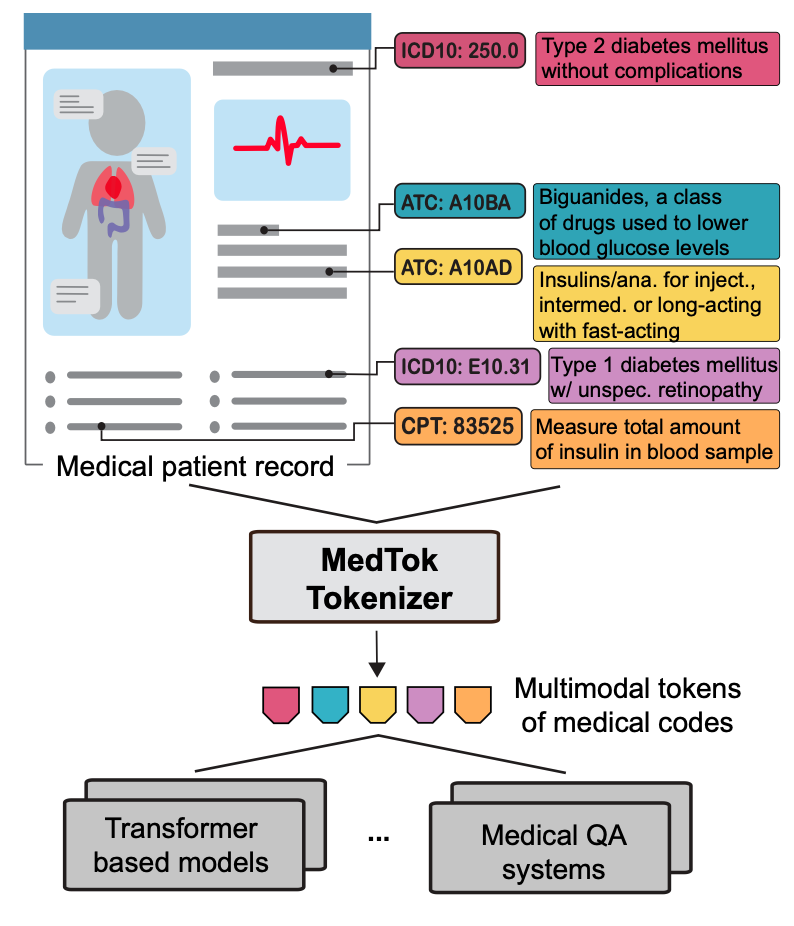 ICD10: 250.0
Type 2 diabetes mellitus
without complications
ATC: A10BA
Biguanides, a class
of drugs used to lower
blood glucose levels
ATC: A10AD
Insulins/ana. for inject.,
intermed. or long-acting
with fast-acting
ICD10: E10.31
Type 1 diabetes mellitus
w/ unspec. retinopathy
CPT: 83525
Measure total amount
of insulin in blood sample
Medical patient record
MedTok
Tokenizer
Multimodal tokens
of medical codes
Transformer
based models
...
Medical QA
systems